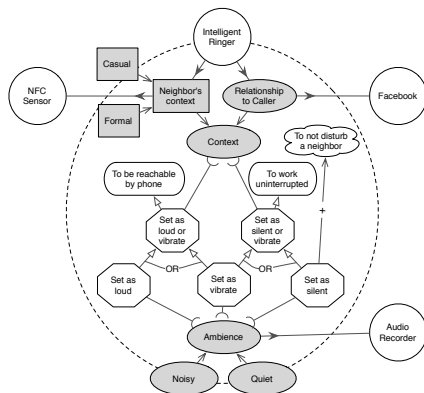 Intelligent
Ringer
Casual
NFC
Sensor
Neighbor's
context
Relationship
to Caller
Facebook
Formal
Context
To not disturb
a neighbor
To be reachable
by phone
To work
uninterrupted
Set as
loud or
vibrate
Set as
silent or
vibrate
+
OR
OR
Set as
loud
Set as
vibrate
Set as
silent
Ambience
Audio
Recorder
Noisy
Quiet